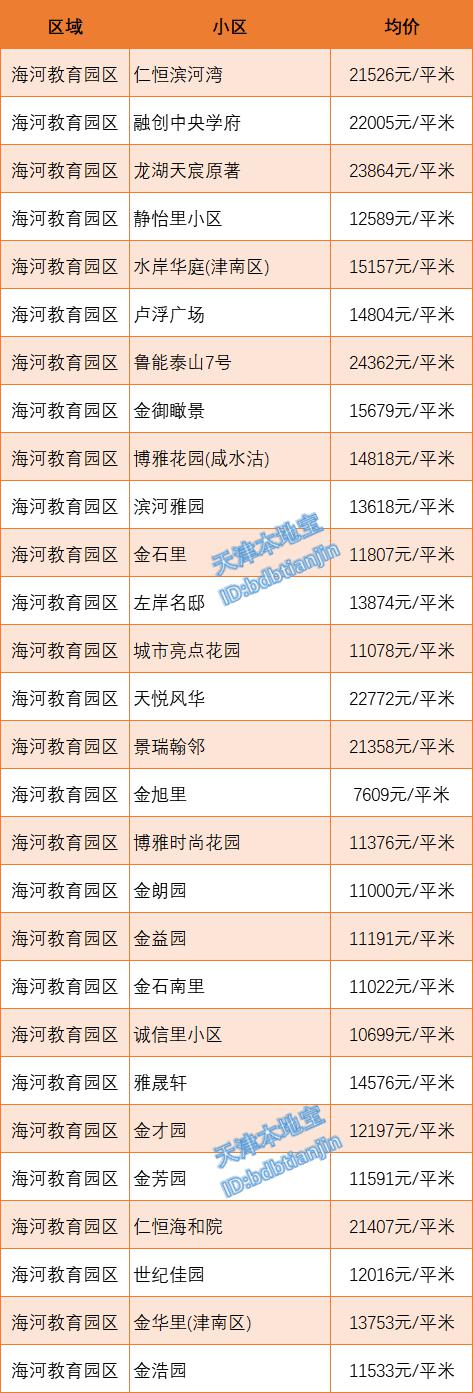 区域 小区 均价
海河教育园区 仁恒滨河湾 21526元/平米
海河教育园区 融创中央学府 22005元/平米
海河教育园区 龙湖天宸原著 23864元/平米
海河教育园区 静怡里小区 12589元/平米
海河教育园区 水岸华庭(津南区) 15157元/平米
海河教育园区 卢浮广场 14804元/平米
海河教育园区 鲁能泰山7号 24362元/平米
海河教育园区 金御瞰景 15679元/平米
海河教育园区 博雅花园(咸水沽) 14818元/平米
海河教育园区 滨河雅园 13618元/平米
海河教育园区 金石里 11807元/平米
天津本地宝
ID:bdbtianjin
海河教育园区 左岸名邸 13874元/平米
海河教育园区 城市亮点花园 11078元/平米
海河教育园区 天悦风华 22772元/平米
海河教育园区 景瑞翰邻 21358元/平米
海河教育园区 金旭里 7609元/平米
海河教育园区 博雅时尚花园 11376元/平米
海河教育园区 金朗园 11000元/平米
海河教育园区 金益园 11191元/平米
海河教育园区 金石南里 11022元/平米
海河教育园区 诚信里小区 10699元/平米
海河教育园区 雅晟轩 14576元/平米
海河教育园区 金才园 12197元/平米
天津本地宝
ID:bdbtianjin
海河教育园区 金芳园 11591元/平米
海河教育园区 仁恒海和院 21407元/平米
海河教育园区 世纪佳园 12016元/平米
海河教育园区 金华里(津南区) 13753元/平米
海河教育园区 金浩园 11533元/平米